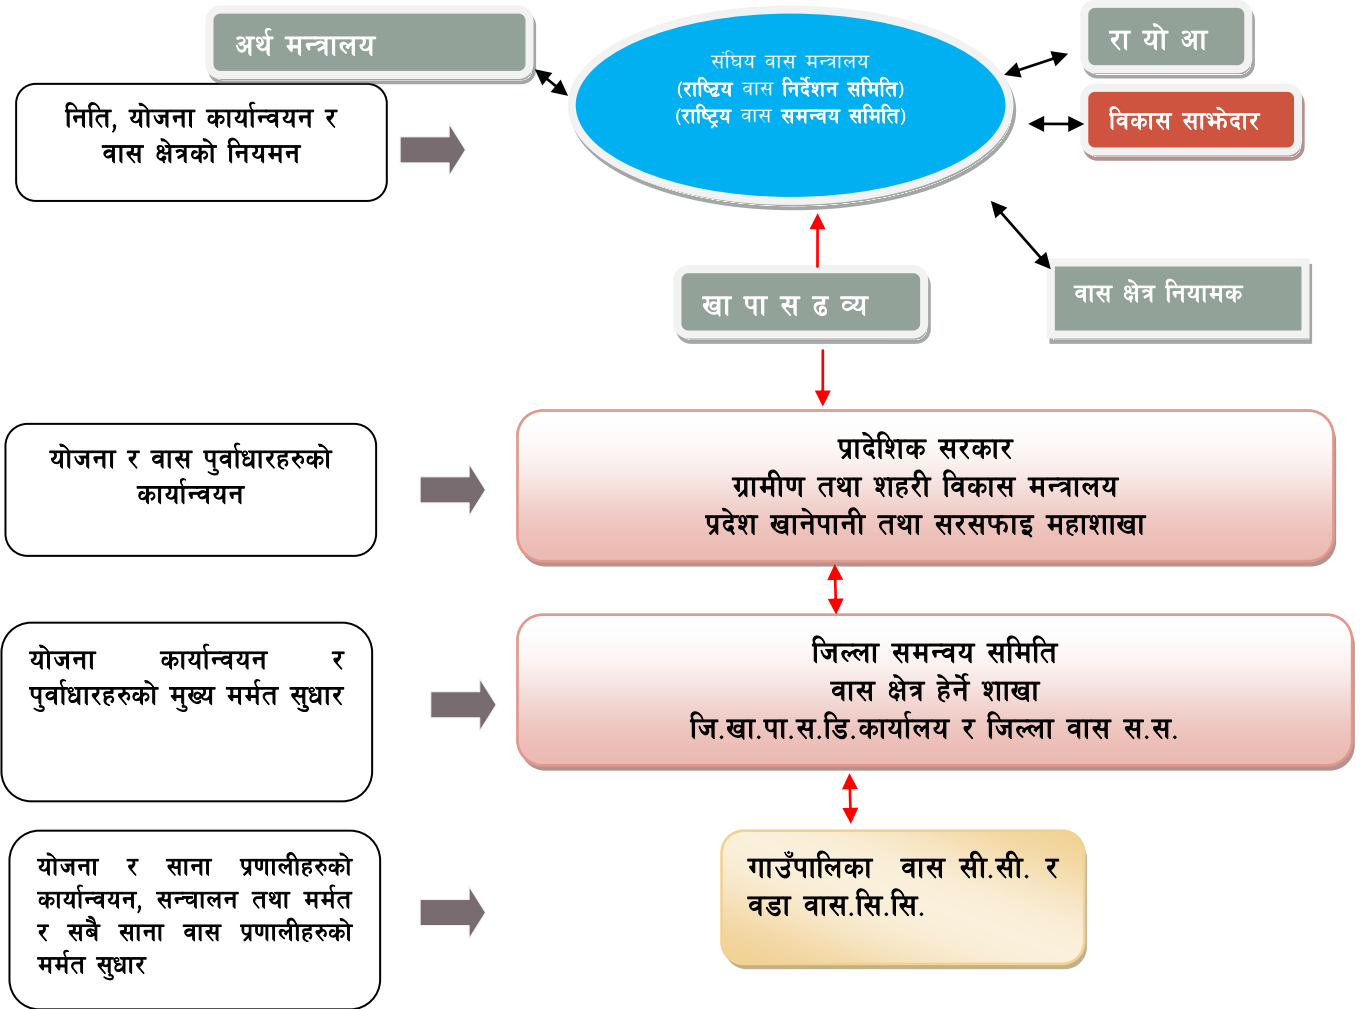 अर्थ मन्त्रालय
संघिय वास मन्त्रालय
(राष्ट्रिय वास निर्देशन समिति)
(राष्ट्रिय वास समन्वय समिति)
रा यो आ
विकास साझेदार
निति, योजना कार्यान्वयन र
वास क्षेत्रको नियमन
खा पा स ढ व्य
वास क्षेत्र नियामक
योजना र वास पुर्वाधारहरुको
कार्यान्वयन
प्रादेशिक सरकार
ग्रामीण तथा शहरी विकास मन्त्रालय
प्रदेश खानेपानी तथा सरसफाइ महाशाखा
योजना कार्यान्वयन र
पुर्वाधारहरुको मुख्य मर्मत सुधार
जिल्ला समन्वय समिति
वास क्षेत्र हेर्ने शाखा
जि.खा.पा.स.डि.कार्यालय र जिल्ला वास स.स.
योजना र साना प्रणालीहरुको
कार्यान्वयन, सन्चालन तथा मर्मत
र सबै साना वास प्रणालीहरुको
मर्मत सुधार
गाउँपालिका वास सी.सी. र
वडा वास.सि.सि.